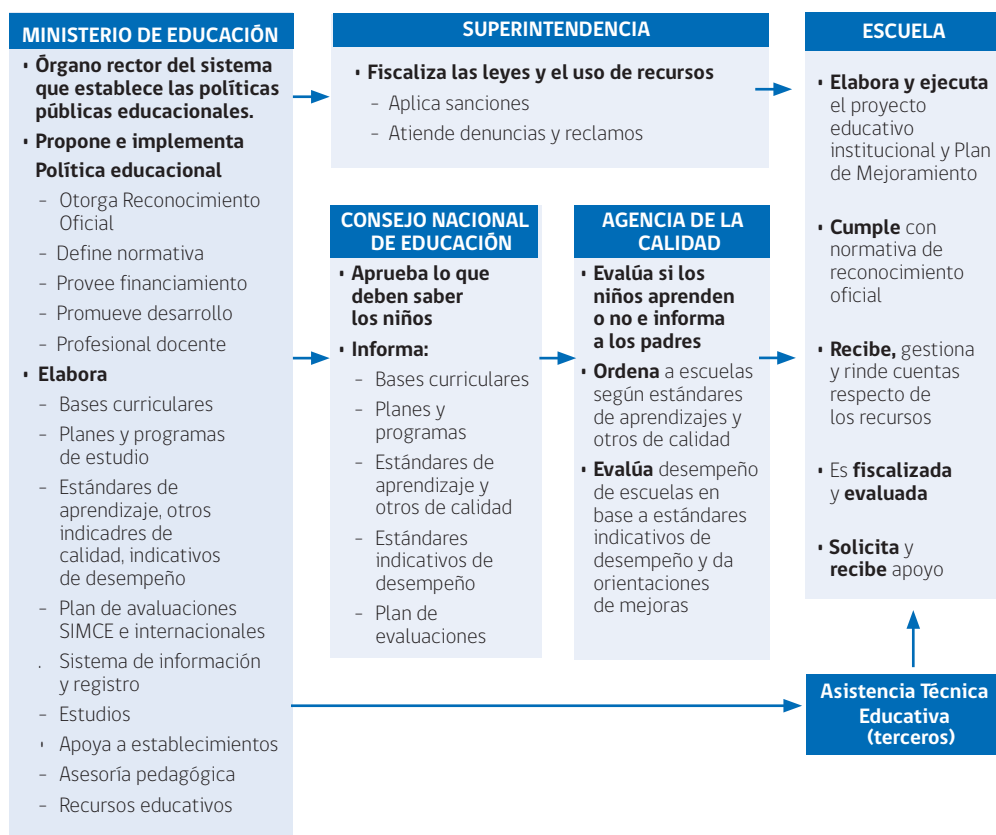 MINISTERIO DE EDUCACIÓN
▪ Órgano rector del sistema
que establece las políticas
públicas educacionales.
▪ Propone e implementa
Política educacional
– Otorga Reconocimiento
Oficial
– Define normativa
– Provee financiamiento
– Promueve desarrollo
– Profesional docente
▪ Elabora
– Bases curriculares
– Planes y programas
de estudio
– Estándares de
aprendizaje, otros
indicadres de
calidad, indicativos
de desempeño
– Plan de avaluaciones
SIMCE e internacionales
. Sistema de información
y registro
– Estudios
▪ Apoya a establecimientos
– Asesoría pedagógica
– Recursos educativos
SUPERINTENDENCIA
▪ Fiscaliza las leyes y el uso de recursos
– Aplica sanciones
– Atiende denuncias y reclamos
CONSEJO NACIONAL
DE EDUCACIÓN
▪ Aprueba lo que
deben saber
los niños
▪ Informa:
– Bases curriculares
– Planes y
programas
– Estándares de
aprendizaje y
otros de calidad
– Estándares
indicativos de
desempeño
– Plan de
evaluaciones
AGENCIA DE LA
CALIDAD
▪ Evalúa si los
niños aprenden
o no e informa
a los padres
▪ Ordena a escuelas
según estándares
de aprendizajes y
otros de calidad
▪ Evalúa desempeño
de escuelas en
base a estándares
indicativos de
desempeño y da
orientaciones
de mejoras
ESCUELA
▪ Elabora y ejecuta
el proyecto
educativo
institucional y Plan
de Mejoramiento
▪ Cumple con
normativa de
reconocimiento
oficial
▪ Recibe, gestiona
y rinde cuentas
respecto de
los recursos
▪ Es fiscalizada
y evaluada
▪ Solicita y
recibe apoyo
Asistencia Técnica
Educativa
(terceros)